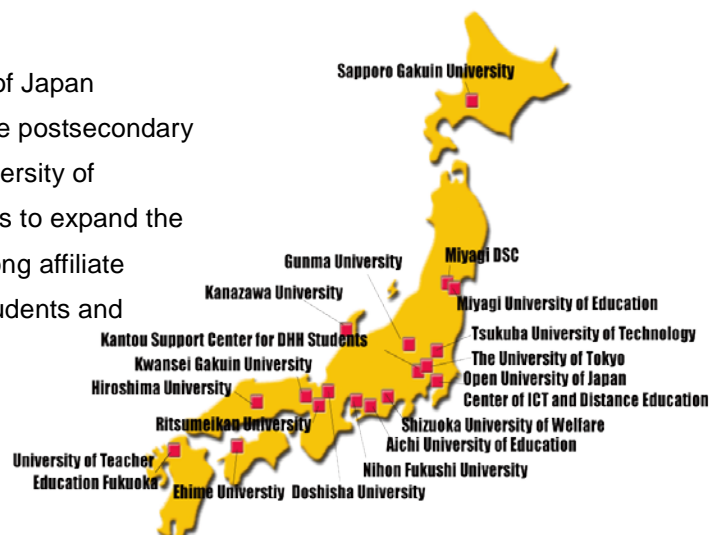 of Japan
e postsecondary
ersity of
s to expand the
ong affiliate
udents and
Sapporo Gakuin University
Miyagi DSC
Gunma University
Miyagi University of Education
Kanazawa University
Tsukuba University of Technology
Kantou Support Center for DHH Students
The University of Tokyo
Kwansei Gakuin University
Open University of Japan
Center of ICT and Distance Education
Hiroshima University
Ritsumeikan University
Shizuoka University of Welfare
Aichi University of Education
University of Teacher
Education Fukuoka
Nihon Fukushi University
Ehime Universtiy
Doshisha University